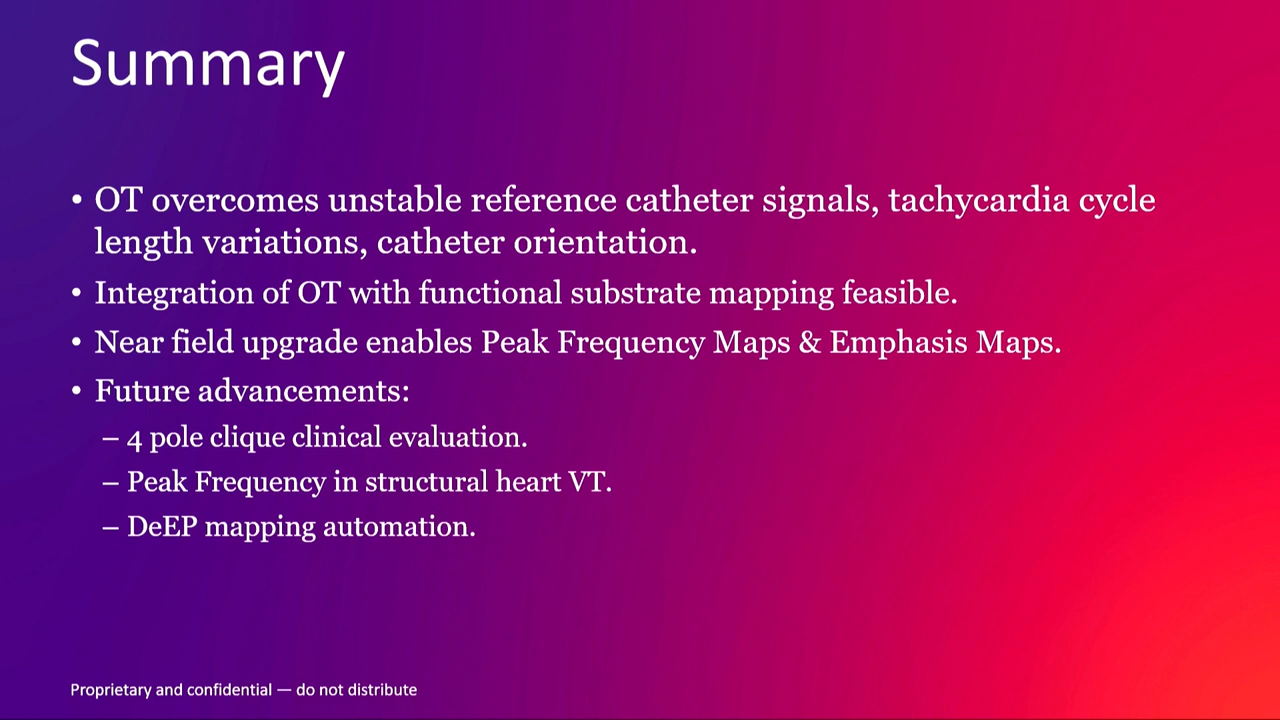 Summary
• OT overcomes unstable reference catheter signals, tachycardia cycle
length variations, catheter orientation.
• Integration of OT with functional substrate mapping feasible.
• Near field upgrade enables Peak Frequency Maps & Emphasis Maps.
• Future advancements:
– 4 pole clique clinical evaluation.
– Peak Frequency in structural heart VT.
– DeEP mapping automation.
Proprietary and confidential — do not distribute